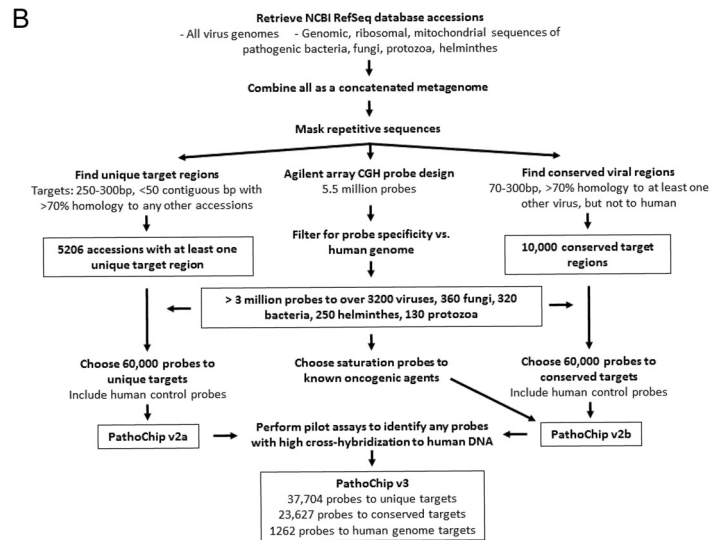 B
Retrieve NCBI RefSeq database accessions
- All virus genomes - Genomic, ribosomal, mitochondrial sequences of
pathogenic bacteria, fungi, protozoa, helminthes
Combine all as a concatenated metagenome
Mask repetitive sequences
Find unique target regions
Targets: 250-300bp, <50 contiguous bp with
>70% homology to any other accessions
Agilent array CGH probe design
5.5 million probes
Find conserved viral regions
70-300bp, >70% homology to at least one
other virus, but not to human
5206 accessions with at least one
unique target region
Filter for probe specificity vs.
human genome
10,000 conserved target
regions
> 3 million probes to over 3200 viruses, 360 fungi, 320
bacteria, 250 helminthes, 130 protozoa
Choose 60,000 probes to
unique targets
Include human control probes
Choose saturation probes to
known oncogenic agents
Choose 60,000 probes to
conserved targets
Include human control probes
PathoChip v2a
Perform pilot assays to identify any probes
with high cross-hybridization to human DNA
PathoChip v2b
PathoChip v3
37,704 probes to unique targets
23,627 probes to conserved targets
1262 probes to human genome targets